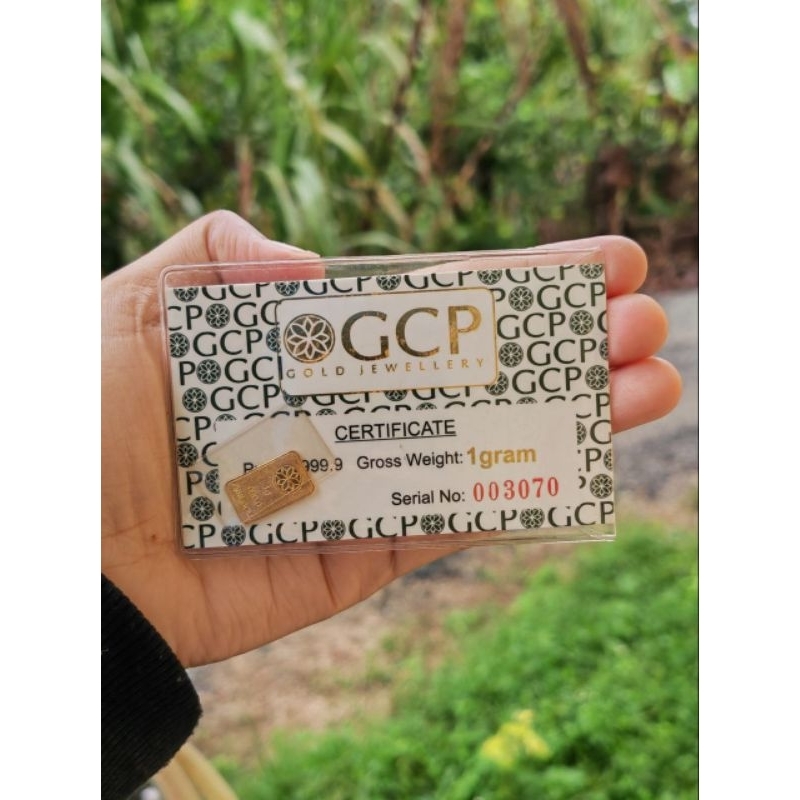 GCP
GOLD JEWELLERY
CERTIFICATE
999.9 Gross Weight: 1gram
Serial No: 003070